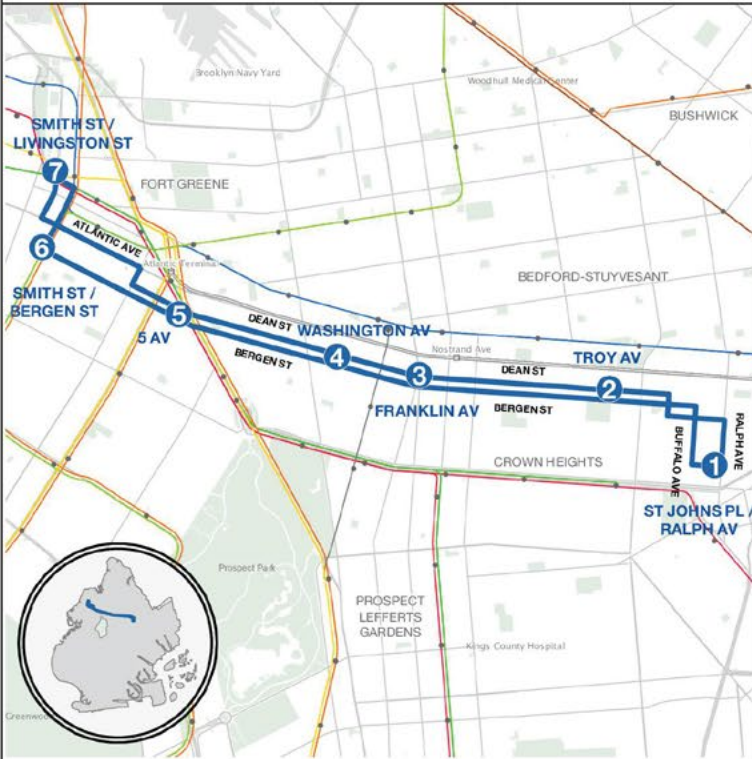 Brooklyn Navy Yard
Woodhull Medical Center
BUSHWICK
SMITH ST /
LIVINGSTON ST
7
FORT GREENE
ATLANTIC AVE
6
Atlantic Terminal
BEDFORD-STUYVESANT
SMITH ST /
BERGEN ST
5
5 AV
DEAN ST
WASHINGTON AV
BERGEN ST
4
Nostrand Ave
TROY AV
3
DEAN ST
2
FRANKLIN AV
BERGEN ST
BUFFALO AVE
RALPH AVE
CROWN HEIGHTS
1
ST JOHNS PL /
RALPH AV
Prospect Park
PROSPECT
LEFFERTS
GARDENS
Kings County Hospital
Greenwood